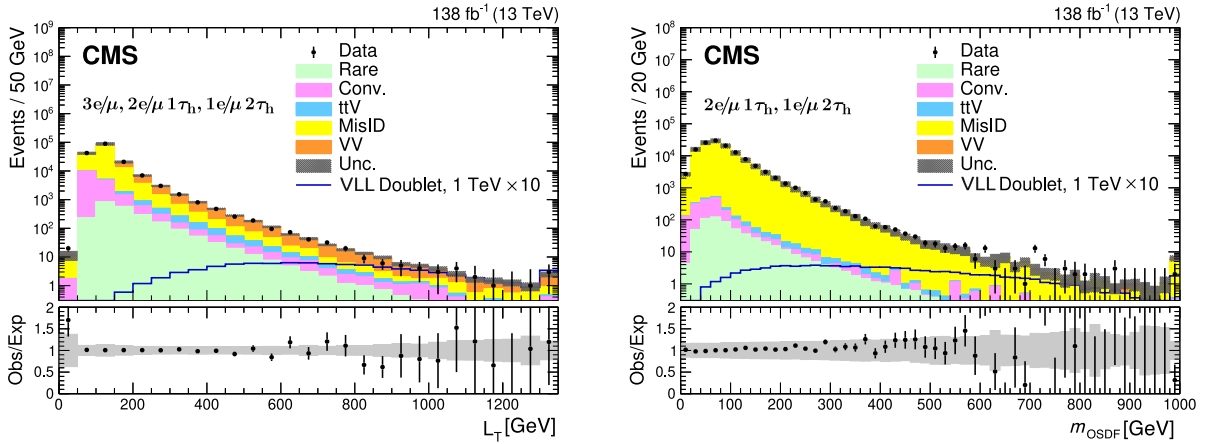 138 fb⁻¹ (13 TeV)
Events / 50 GeV
10⁹
10⁸
10⁷
10⁶
10⁵
10⁴
10³
10²
10
1
CMS
3e/μ, 2e/μ 1τh, 1e/μ 2τh
Data
Rare
Conv.
ttV
MisID
VV
Unc.
VLL Doublet, 1 TeV ×10
Obs/Exp
2
1.5
1
0.5
0
0 200 400 600 800 1000 1200
L_T [GeV]
138 fb⁻¹ (13 TeV)
Events / 20 GeV
10⁹
10⁸
10⁷
10⁶
10⁵
10⁴
10³
10²
10
1
CMS
2e/μ 1τh, 1e/μ 2τh
Data
Rare
Conv.
ttV
MisID
VV
Unc.
VLL Doublet, 1 TeV ×10
Obs/Exp
2
1.5
1
0.5
0
0 100 200 300 400 500 600 700 800 900 1000
m_OSDF [GeV]